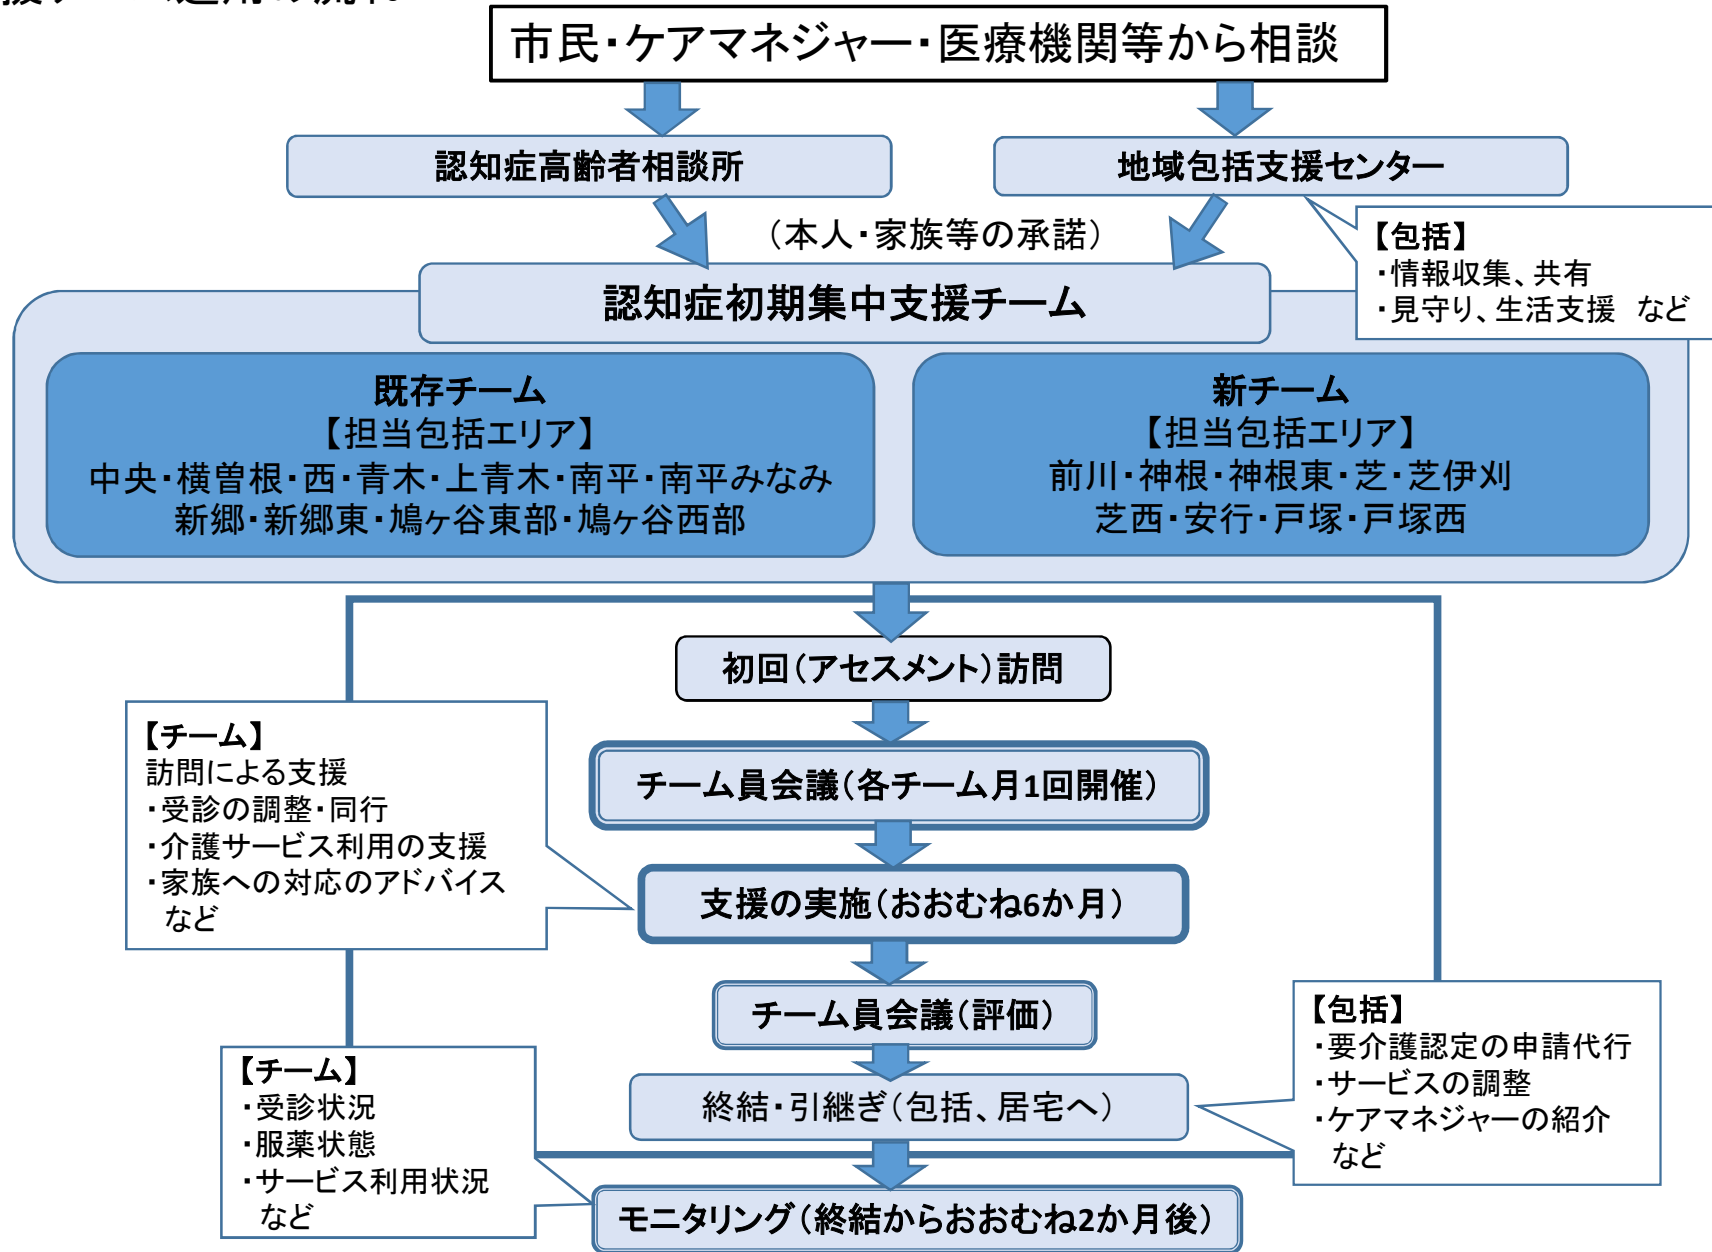 市民・ケアマネジャー・医療機関等から相談
認知症高齢者相談所
地域包括支援センター
（本人・家族等の承諾）
【包括】
・情報収集、共有
・見守り、生活支援　など
認知症初期集中支援チーム
既存チーム
【担当包括エリア】
中央・横曽根・西・青木・上青木・南平・南平みなみ
新郷・新郷東・鳩ヶ谷東部・鳩ヶ谷西部
新チーム
【担当包括エリア】
前川・神根・神根東・芝・芝伊刈
芝西・安行・戸塚・戸塚西
初回（アセスメント）訪問
チーム員会議（各チーム月1回開催）
【チーム】
訪問による支援
・受診の調整・同行
・介護サービス利用の支援
・家族への対応のアドバイス
など
支援の実施（おおむね6か月）
チーム員会議（評価）
終結・引継ぎ（包括、居宅へ）
【包括】
・要介護認定の申請代行
・サービスの調整
・ケアマネジャーの紹介
など
【チーム】
・受診状況
・服薬状態
・サービス利用状況
など
モニタリング（終結からおおむね2か月後）